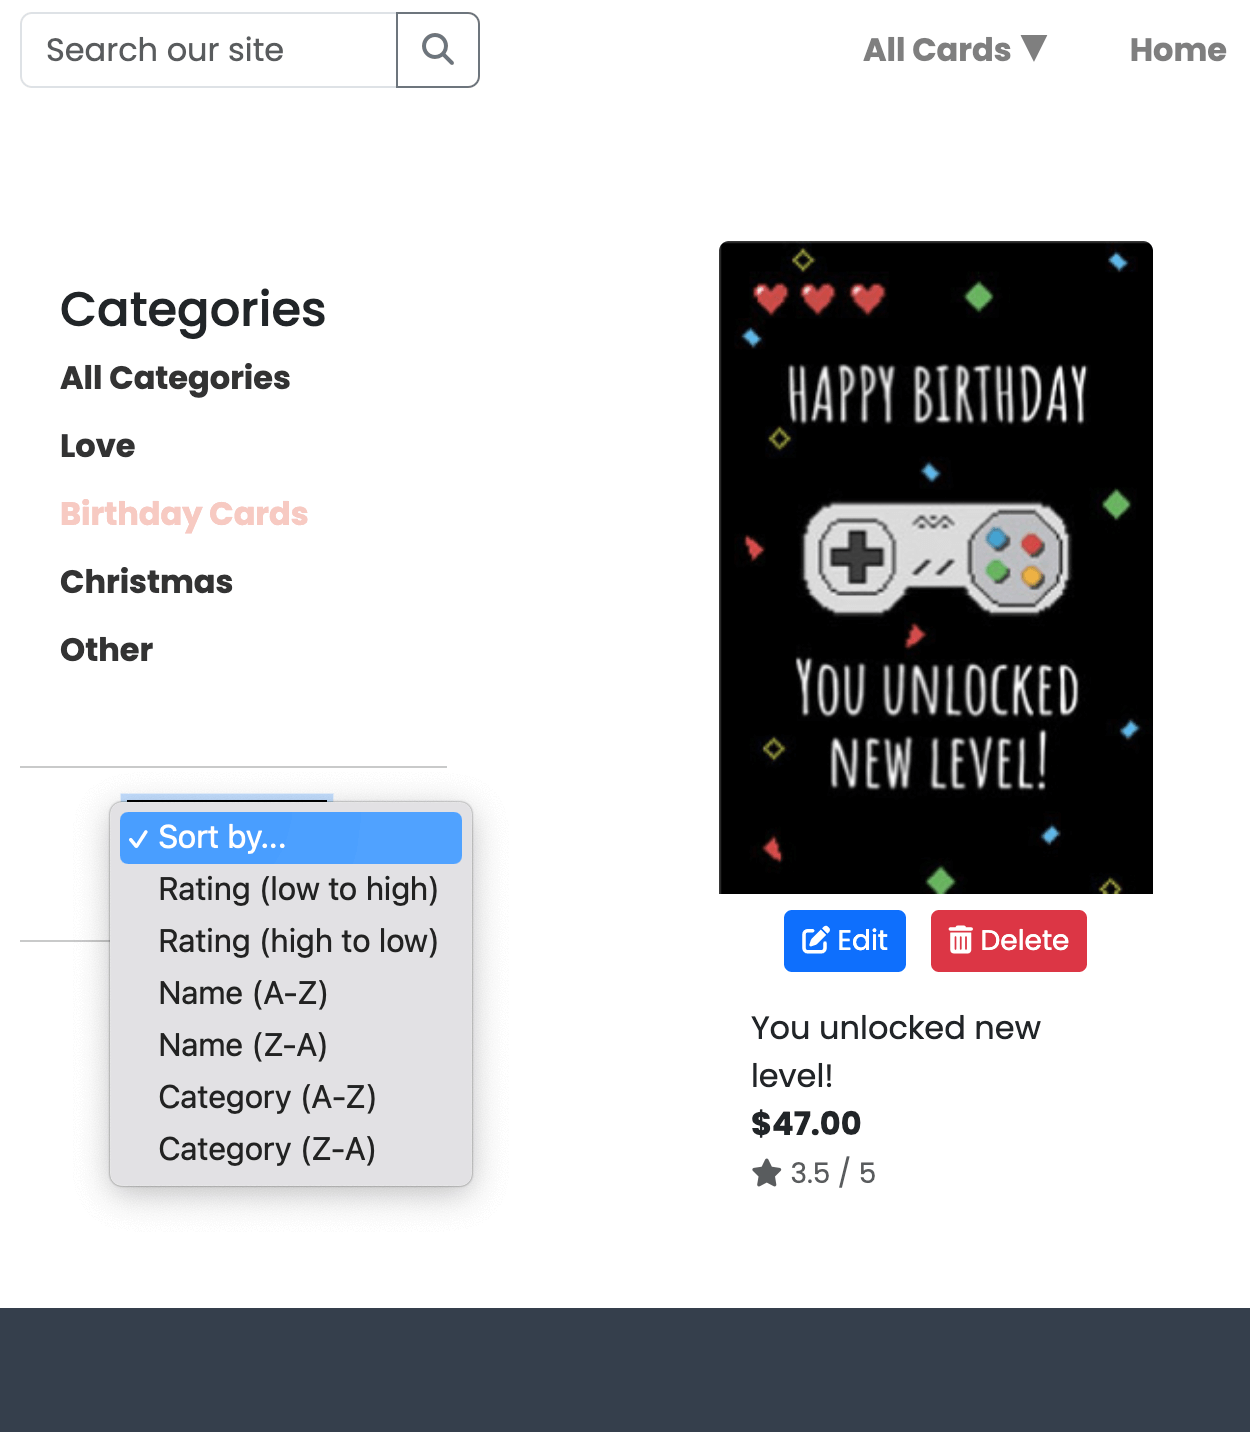 Search our site
All Cards ▼
Home
Categories
All Categories
Love
Birthday Cards
Christmas
Other
✓ Sort by...
Rating (low to high)
Rating (high to low)
Name (A-Z)
Name (Z-A)
Category (A-Z)
Category (Z-A)
HAPPY BIRTHDAY
YOU UNLOCKED
NEW LEVEL!
Edit
Delete
You unlocked new
level!
$47.00
3.5 / 5